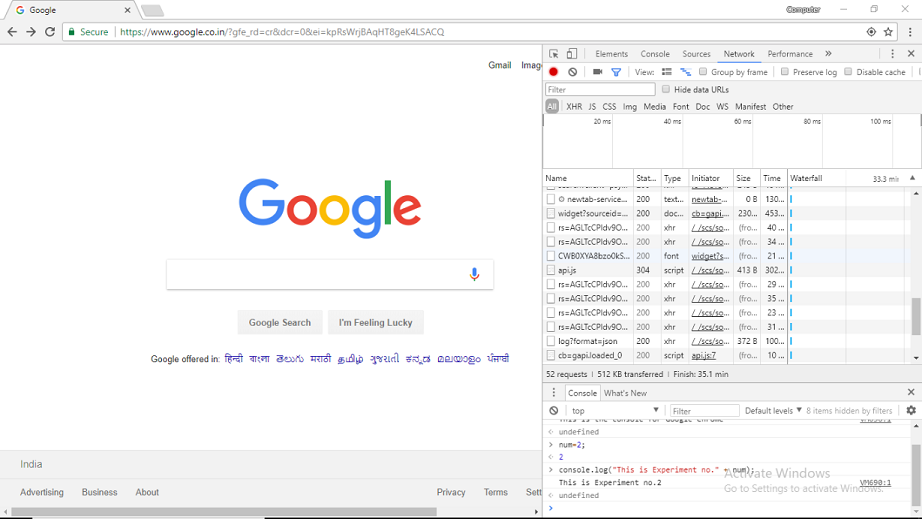 Google
Computer
Secure https://www.google.co.in/?gfe_rd=cr&dcr=0&ei=kpRsWrjBAqHT8geK4LSACQ
Gmail Imag
Google
Google Search I'm Feeling Lucky
Google offered in: हिन्दी বাংলা తెలుగు मराठी தமிழ் ગુજરાતી ಕನ್ನಡ മലയാളം ਪੰਜਾਬੀ
India
Advertising Business About Privacy Terms Sett
Elements Console Sources Network Performance »
View: Group by frame Preserve log Disable cache
Filter Hide data URLs
All XHR JS CSS Img Media Font Doc WS Manifest Other
20 ms 40 ms 60 ms 80 ms 100 ms
Name Stat... Type Initiator Size Time Waterfall 33.3 mi
newtab-service... 200 text... newtab-... 0 B 130...
widget?sourceid=... 200 doc... cb=gapi... 230... 453...
rs=AGLTcCPldv9O... 200 xhr /_/scs/so... (fro... 40 ...
rs=AGLTcCPldv9O... 200 xhr /_/scs/so... (fro... 34 ...
CWB0XYA8bzo0kS... 200 font widget?s... (fro... 21 ...
api.js 304 script /_/scs/so... 413 B 302...
rs=AGLTcCPldv9O... 200 xhr /_/scs/so... (fro... 29 ...
rs=AGLTcCPldv9O... 200 xhr /_/scs/so... (fro... 35 ...
rs=AGLTcCPldv9O... 200 xhr /_/scs/so... (fro... 23 ...
rs=AGLTcCPldv9O... 200 xhr /_/scs/so... (fro... 31 ...
log?format=json 200 xhr /_/scs/so... 372 B 100...
cb=gapi.loaded_0 200 script api.js:7 (fro... 10 ...
52 requests | 512 KB transferred | Finish: 35.1 min
Console What's New
top Filter Default levels 8 items hidden by filters
undefined
num=2;
2
console.log("This is Experiment no." + num);
This is Experiment no.2 VM690:1
undefined
Activate Windows
Go to Settings to activate Windows.